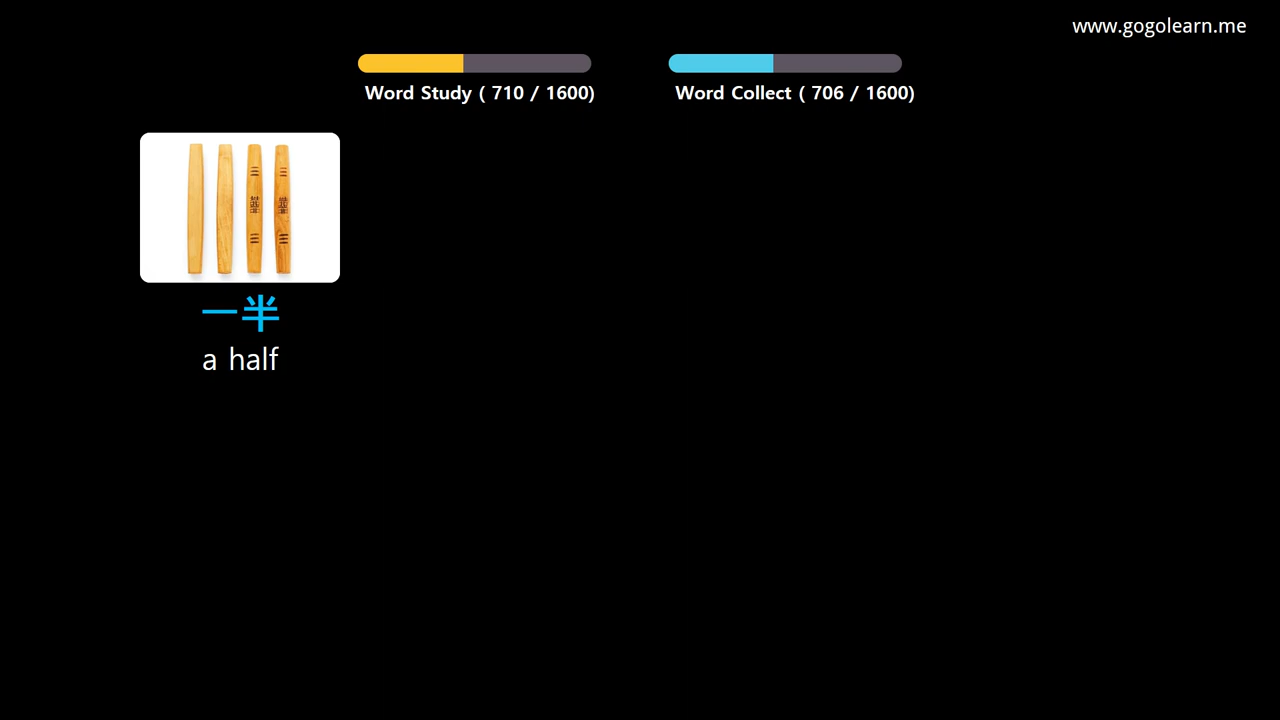 www.gogolearn.me
Word Study ( 710 / 1600)
Word Collect ( 706 / 1600)
一半
a half